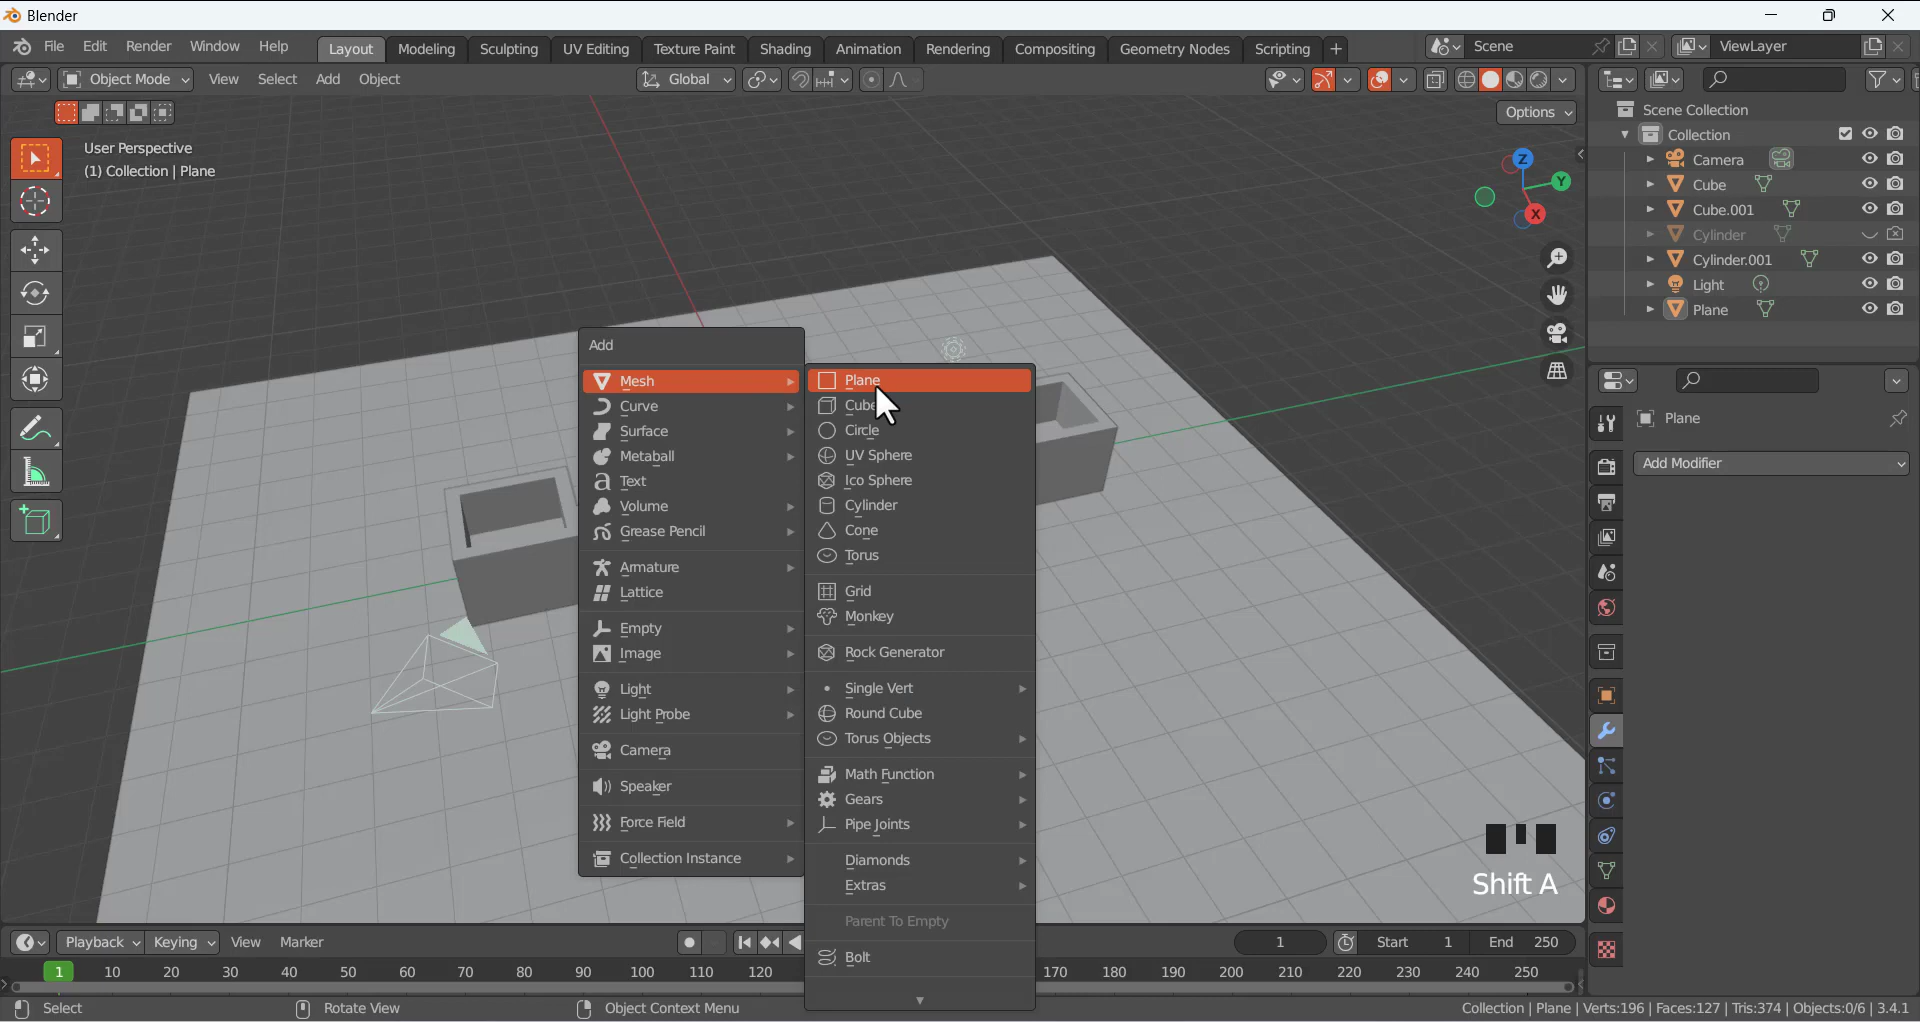 Blender
File Edit Render Window Help Layout Modeling Sculpting UV Editing Texture Paint Shading Animation Rendering Compositing Geometry Nodes Scripting + Scene ViewLayer
Object Mode View Select Add Object Global
Options
User Perspective
(1) Collection | Plane
Z
Y
X
Scene Collection
Collection
Camera
Cube
Cube.001
Cylinder
Cylinder.001
Light
Plane
Plane
Add Modifier
Add
Mesh
Curve
Surface
Metaball
Text
Volume
Grease Pencil
Armature
Lattice
Empty
Image
Light
Light Probe
Camera
Speaker
Force Field
Collection Instance
Plane
Cube
Circle
UV Sphere
Ico Sphere
Cylinder
Cone
Torus
Grid
Monkey
Rock Generator
Single Vert
Round Cube
Torus Objects
Math Function
Gears
Pipe Joints
Diamonds
Extras
Parent To Empty
Bolt
Shift A
Playback Keying View Marker 1 Start 1 End 250
1 10 20 30 40 50 60 70 80 90 100 110 120 170 180 190 200 210 220 230 240 250
Select Rotate View Object Context Menu Collection | Plane | Verts:196 | Faces:127 | Tris:374 | Objects:0/6 | 3.4.1